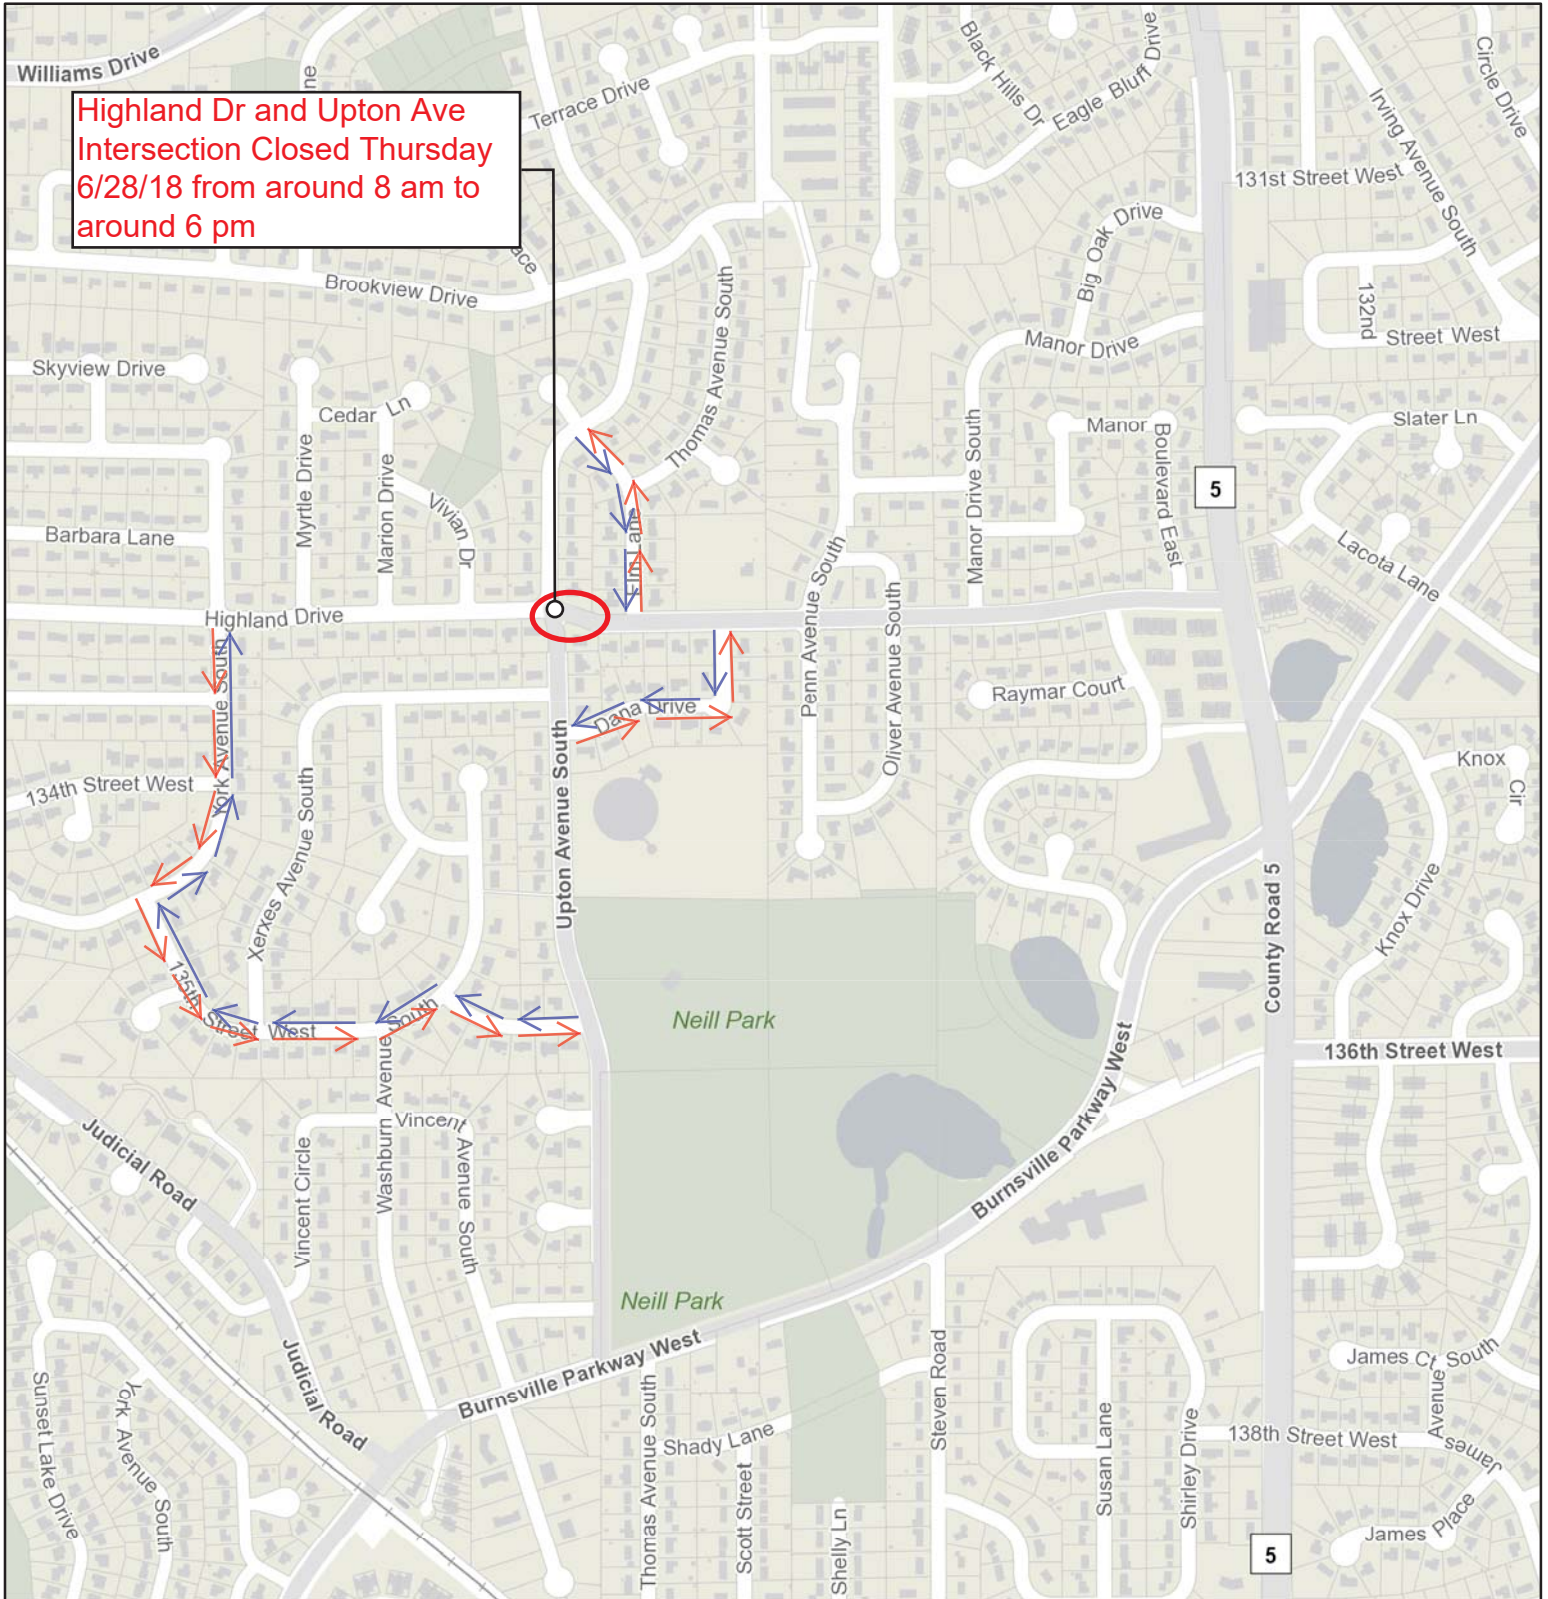 Williams Drive
ne
Terrace Drive
Black Hills Dr
Eagle Bluff Drive
Circle Drive
Irving Avenue South
Highland Dr and Upton Ave
Intersection Closed Thursday
6/28/18 from around 8 am to
around 6 pm
131st Street West
Big Oak Drive
ace
Brookview Drive
Thomas Avenue South
132nd
Street West
Manor Drive
Skyview Drive
Cedar Ln
Manor
Boulevard East
Slater Ln
Myrtle Drive
Marion Drive
Vivian Dr
Manor Drive South
5
Barbara Lane
Lacota Lane
Penn Avenue South
Oliver Avenue South
Highland Drive
York Avenue South
Raymar Court
Dana Drive
Upton Avenue South
134th Street West
Xerxes Avenue South
Knox
Cir
Knox Drive
County Road 5
135th Street West
South
Washburn Avenue
Neill Park
136th Street West
Burnsville Parkway West
Judicial Road
Vincent Circle
Vincent
Avenue South
Neill Park
Burnsville Parkway West
Judicial Road
Sunset Lake Drive
York Avenue South
Thomas Avenue South
Shady Lane
Scott Street
Shelly Ln
Steven Road
Susan Lane
Shirley Drive
138th Street West
James Ct South
Avenue
James
James Place
5